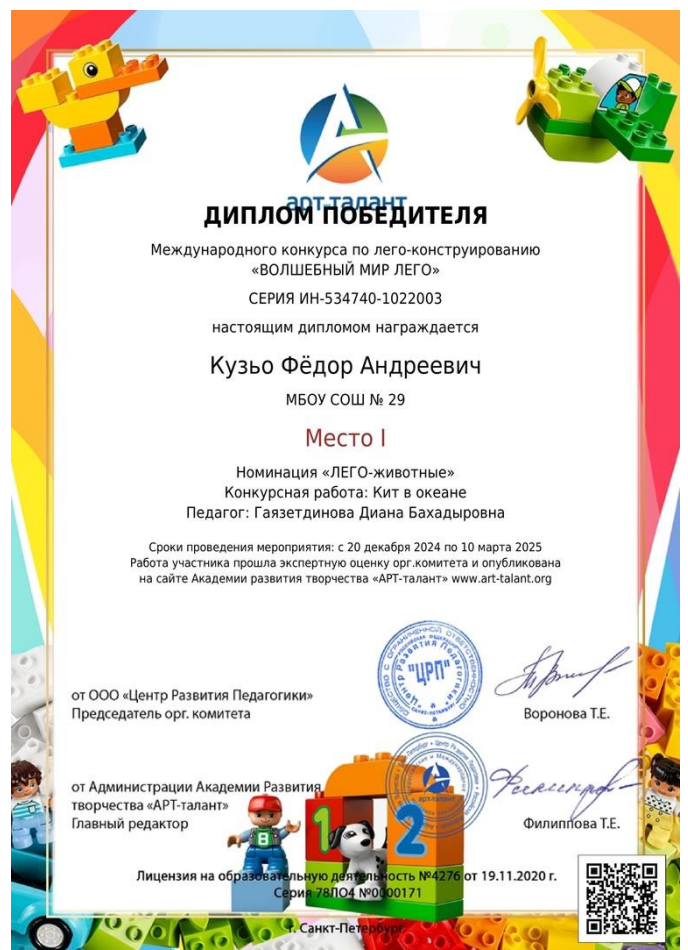 арт-талант
ДИПЛОМ ПОБЕДИТЕЛЯ
Международного конкурса по лего-конструированию
«ВОЛШЕБНЫЙ МИР ЛЕГО»
СЕРИЯ ИН-534740-1022003
настоящим дипломом награждается
Кузьо Фёдор Андреевич
МБОУ СОШ № 29
Место I
Номинация «ЛЕГО-животные»
Конкурсная работа: Кит в океане
Педагог: Гаязетдинова Диана Бахадыровна
Сроки проведения мероприятия: с 20 декабря 2024 по 10 марта 2025
Работа участника прошла экспертную оценку орг.комитета и опубликована
на сайте Академии развития творчества «АРТ-талант» www.art-talant.org
"ЦРП"
от ООО «Центр Развития Педагогики»
Председатель орг. комитета
Воронова Т.Е.
арт-талант
от Администрации Академии Развития
творчества «АРТ-талант»
Главный редактор
Филиппова Т.Е.
8
1
2
Лицензия на образовательную деятельность №4276 от 19.11.2020 г.
Серия 78ЛО4 №0000171
г. Санкт-Петербург